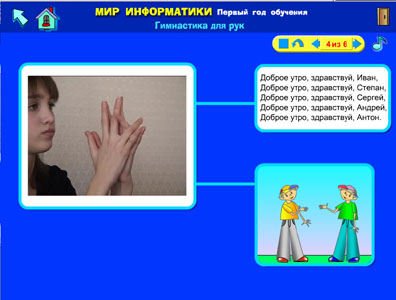 МИР ИНФОРМАТИКИ Первый год обучения
Гимнастика для рук
4 из 6
Доброе утро, здравствуй, Иван,
Доброе утро, здравствуй, Степан,
Доброе утро, здравствуй, Сергей,
Доброе утро, здравствуй, Андрей,
Доброе утро, здравствуй, Антон.